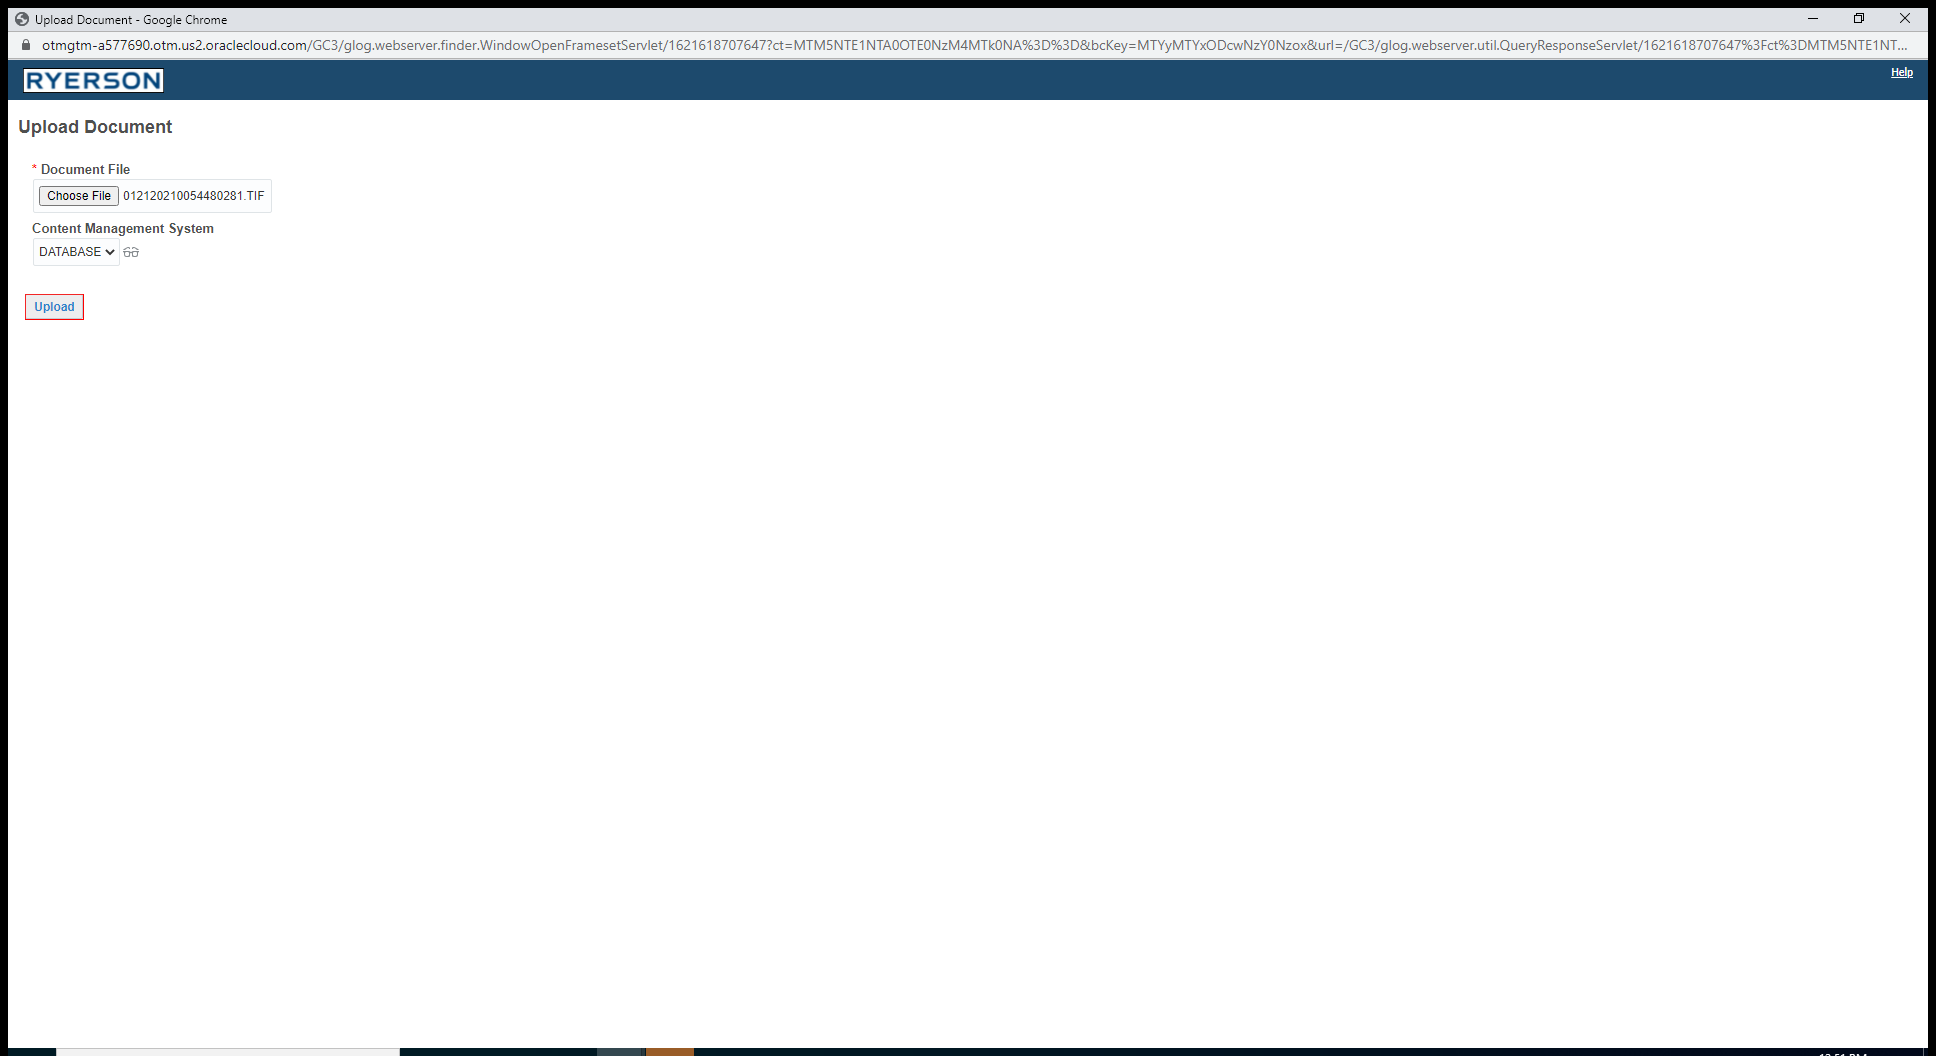 Upload Document - Google Chrome
otmgtm-a577690.otm.us2.oraclecloud.com/GC3/glog.webserver.finder.WindowOpenFramesetServlet/1621618707647?ct=MTM5NTE1NTA0OTE0NzM4MTk0NA%3D%3D&bcKey=MTYyMTYxODcwNzY0Nzox&url=/GC3/glog.webserver.util.QueryResponseServlet/1621618707647%3Fct%3DMTM5NTE1NT...
RYERSON
Help
Upload Document
* Document File
Choose File 012120210054480281.TIF
Content Management System
DATABASE
Upload